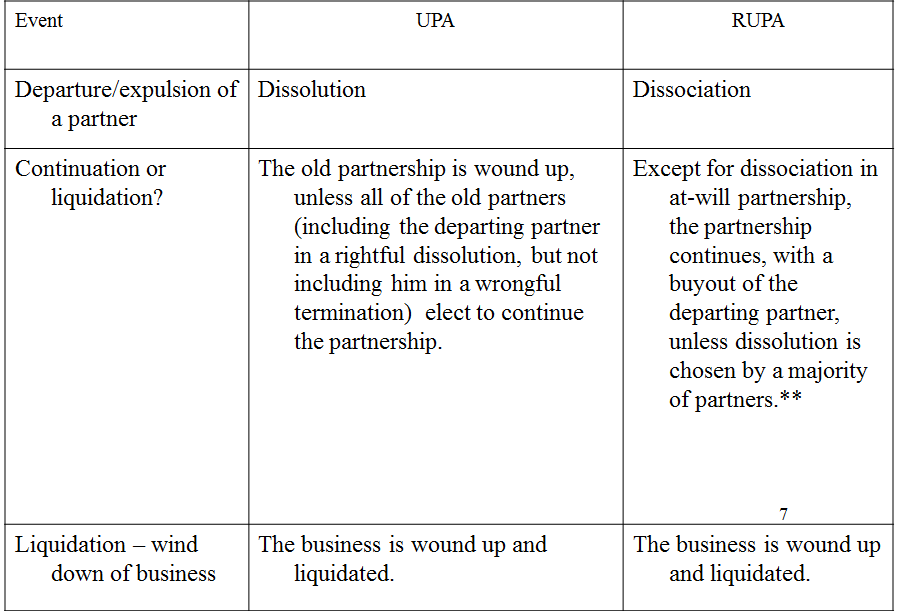 Event
UPA
RUPA
Departure/expulsion of
a partner
Dissolution
Dissociation
Continuation or
liquidation?
The old partnership is wound up,
unless all of the old partners
(including the departing partner
in a rightful dissolution, but not
including him in a wrongful
termination) elect to continue
the partnership.
Except for dissociation in
at-will partnership,
the partnership
continues, with a
buyout of the
departing partner,
unless dissolution is
chosen by a majority
of partners.**
7
Liquidation – wind
down of business
The business is wound up and
liquidated.
The business is wound up
and liquidated.